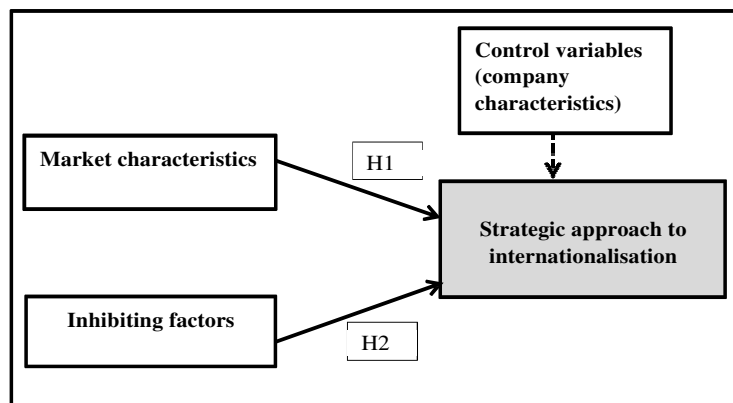 Control variables
(company
characteristics)
Market characteristics
H1
Strategic approach to
internationalisation
Inhibiting factors
H2